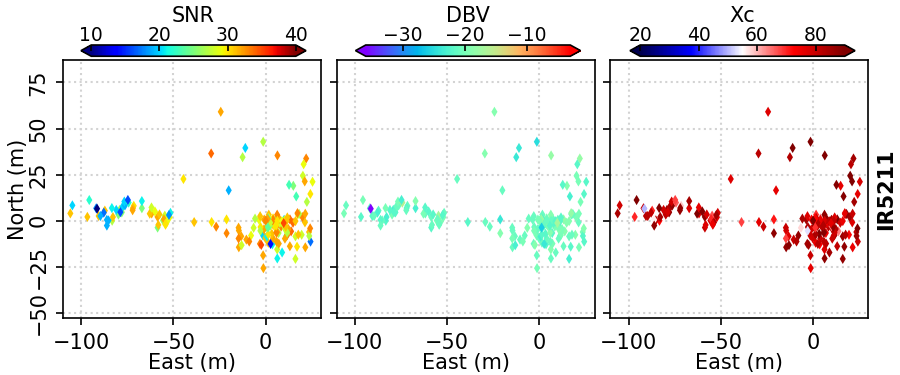 SNR DBV Xc
10 20 30 40 −30 −20 −10 20 40 60 80
North (m)
75
50
25
0
−25
−50
−100 −50 0 −100 −50 0 −100 −50 0
East (m) East (m) East (m)
IR5211